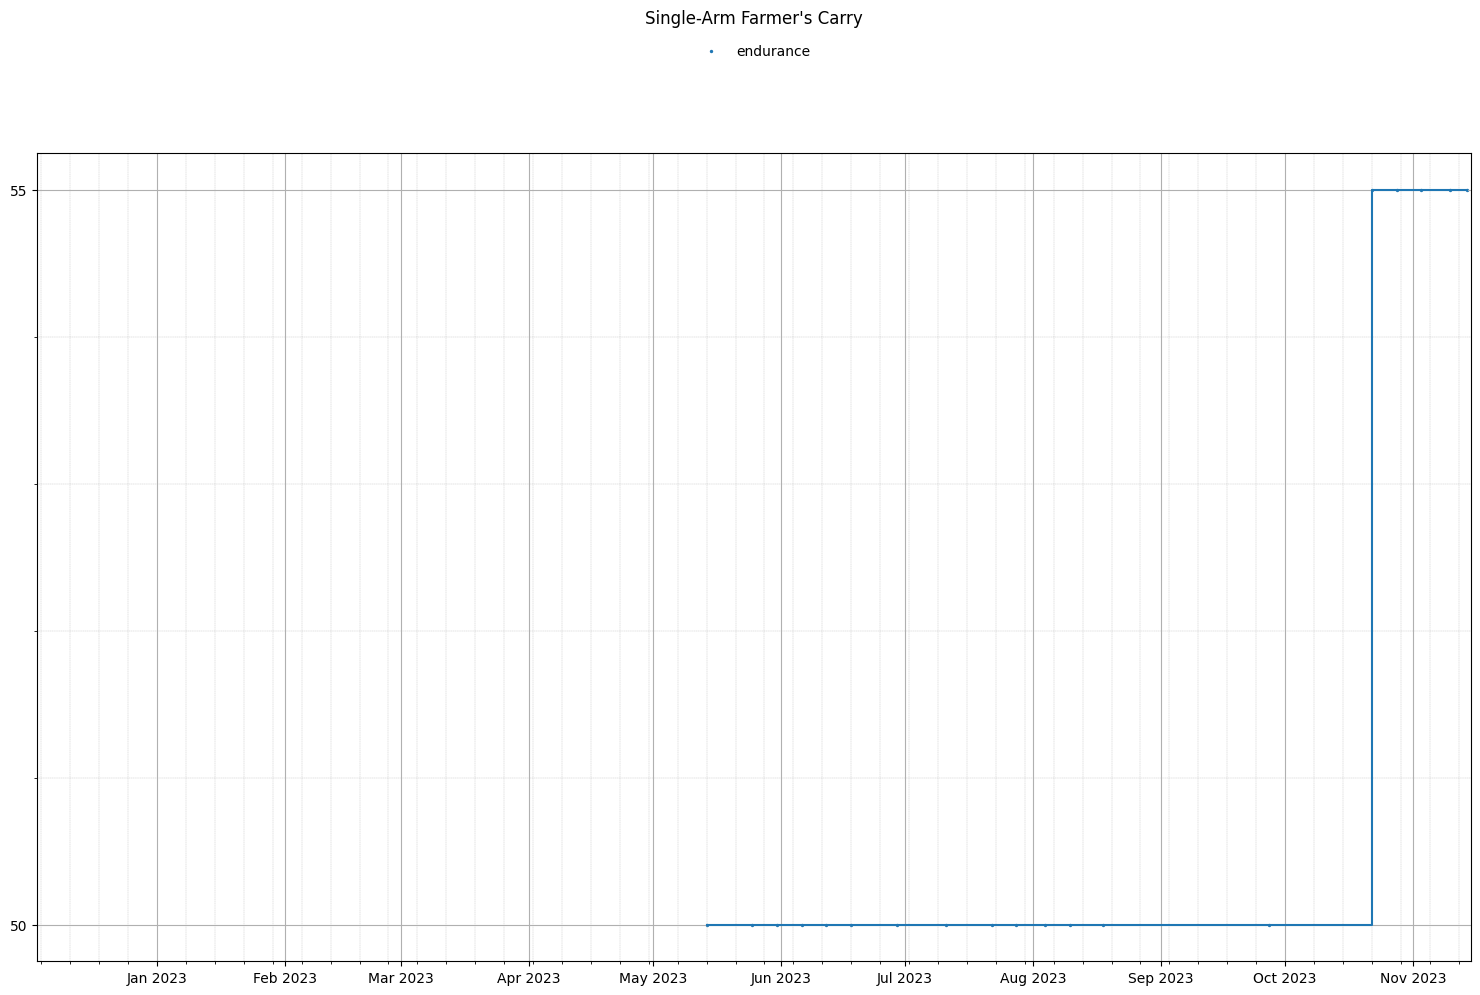 Single-Arm Farmer's Carry
endurance
55
50
Jan 2023
Feb 2023
Mar 2023
Apr 2023
May 2023
Jun 2023
Jul 2023
Aug 2023
Sep 2023
Oct 2023
Nov 2023